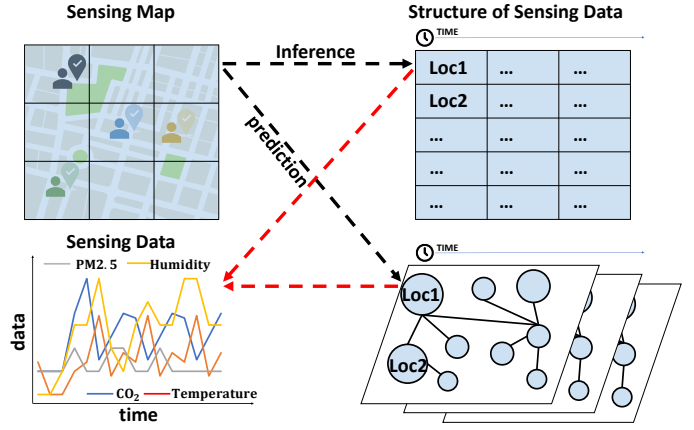 Sensing Map
Structure of Sensing Data
TIME
Inference
Loc1 ... ...
Loc2 ... ...
... ... ...
... ... ...
... ... ...
prediction
Sensing Data
PM2.5 Humidity
data
CO₂ Temperature
time
TIME
Loc1
Loc2